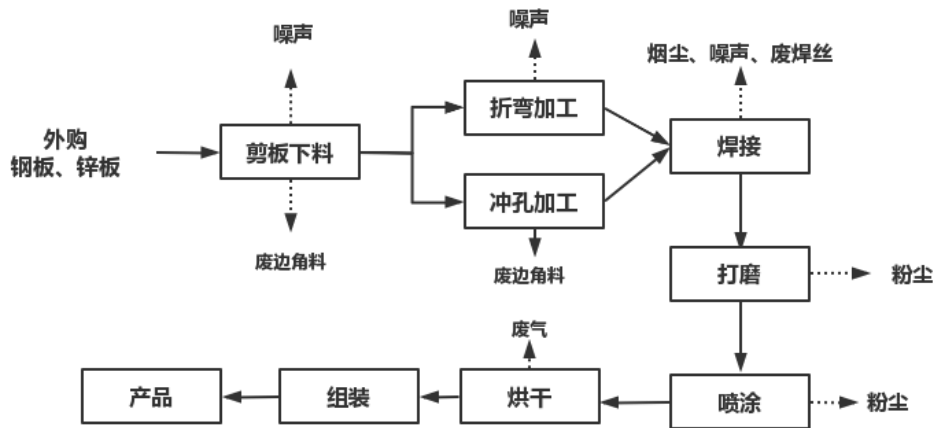 噪声
噪声
烟尘、噪声、废焊丝
外购
钢板、锌板
剪板下料
折弯加工
焊接
冲孔加工
废边角料
废边角料
打磨
粉尘
废气
产品
组装
烘干
喷涂
粉尘